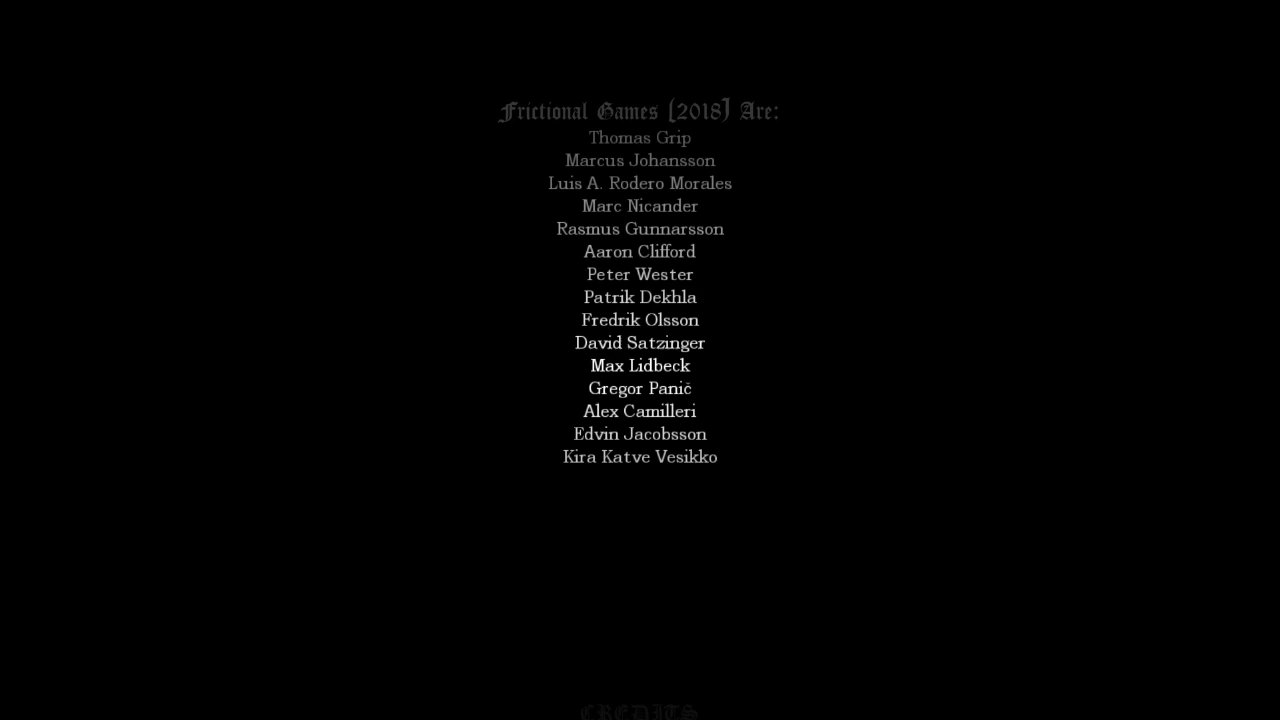 Frictional Games [2018] Are:
Thomas Grip
Marcus Johansson
Luis A. Rodero Morales
Marc Nicander
Rasmus Gunnarsson
Aaron Clifford
Peter Wester
Patrik Dekhla
Fredrik Olsson
David Satzinger
Max Lidbeck
Gregor Panič
Alex Camilleri
Edvin Jacobsson
Kira Katve Vesikko
CREDITS